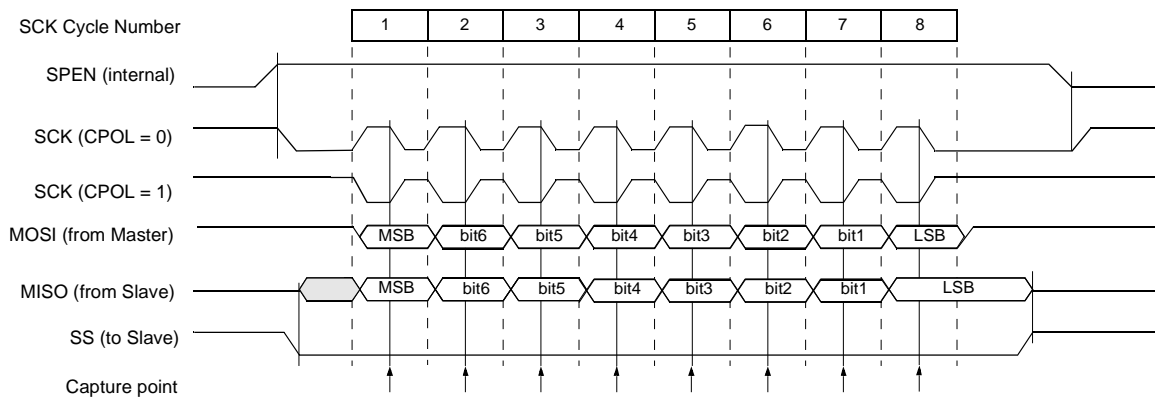 SCK Cycle Number 1 2 3 4 5 6 7 8
SPEN (internal)
SCK (CPOL = 0)
SCK (CPOL = 1)
MOSI (from Master) MSB bit6 bit5 bit4 bit3 bit2 bit1 LSB
MISO (from Slave) MSB bit6 bit5 bit4 bit3 bit2 bit1 LSB
SS (to Slave)
Capture point